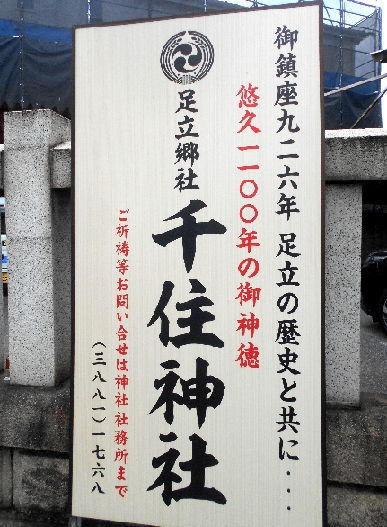 御鎮座九二六年 足立の歴史と共に・・・
悠久一一〇〇年の御神徳
足立郷社
千住神社
ご祈祷等お問い合せは神社社務所まで
(三八八一)一七六八